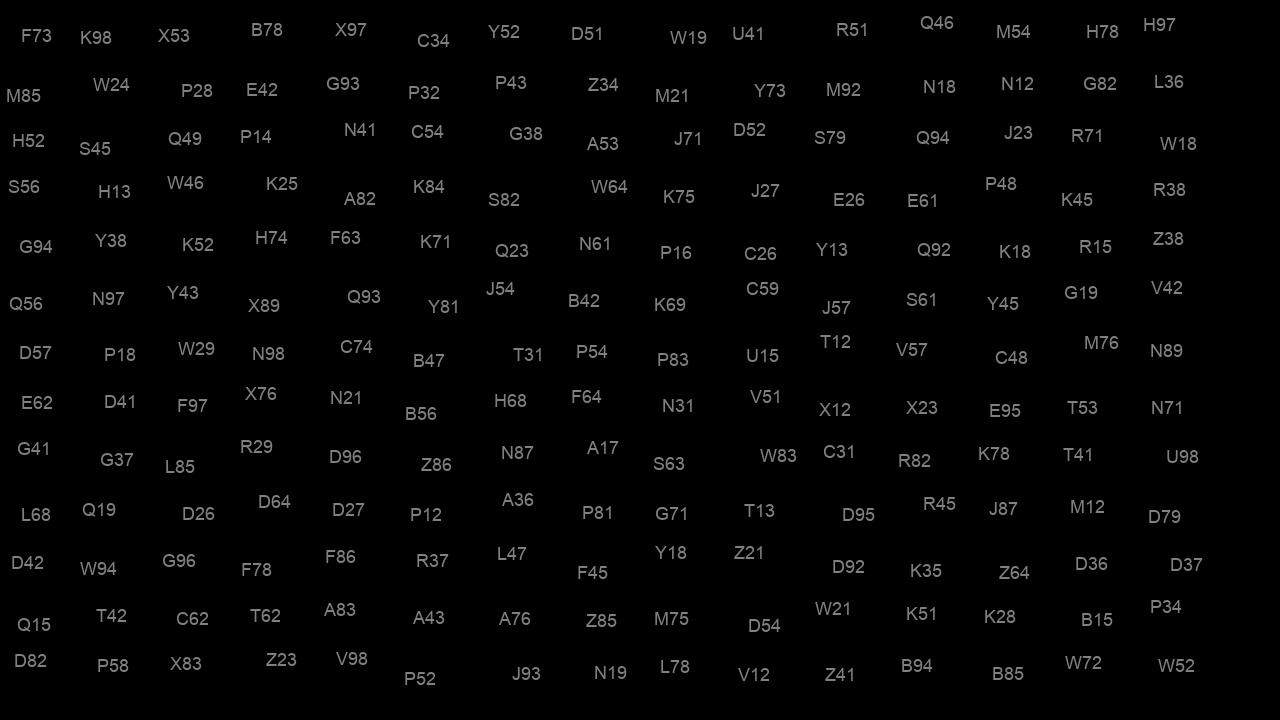 F73 K98 X53 B78 X97 C34 Y52 D51 W19 U41 R51 Q46 M54 H78 H97
M85 W24 P28 E42 G93 P32 P43 Z34 M21 Y73 M92 N18 N12 G82 L36
H52 S45 Q49 P14 N41 C54 G38 A53 J71 D52 S79 Q94 J23 R71 W18
S56 H13 W46 K25 A82 K84 S82 W64 K75 J27 E26 E61 P48 K45 R38
G94 Y38 K52 H74 F63 K71 Q23 N61 P16 C26 Y13 Q92 K18 R15 Z38
Q56 N97 Y43 X89 Q93 Y81 J54 B42 K69 C59 J57 S61 Y45 G19 V42
D57 P18 W29 N98 C74 B47 T31 P54 P83 U15 T12 V57 C48 M76 N89
E62 D41 F97 X76 N21 B56 H68 F64 N31 V51 X12 X23 E95 T53 N71
G41 G37 L85 R29 D96 Z86 N87 A17 S63 W83 C31 R82 K78 T41 U98
L68 Q19 D26 D64 D27 P12 A36 P81 G71 T13 D95 R45 J87 M12 D79
D42 W94 G96 F78 F86 R37 L47 F45 Y18 Z21 D92 K35 Z64 D36 D37
Q15 T42 C62 T62 A83 A43 A76 Z85 M75 D54 W21 K51 K28 B15 P34
D82 P58 X83 Z23 V98 P52 J93 N19 L78 V12 Z41 B94 B85 W72 W52